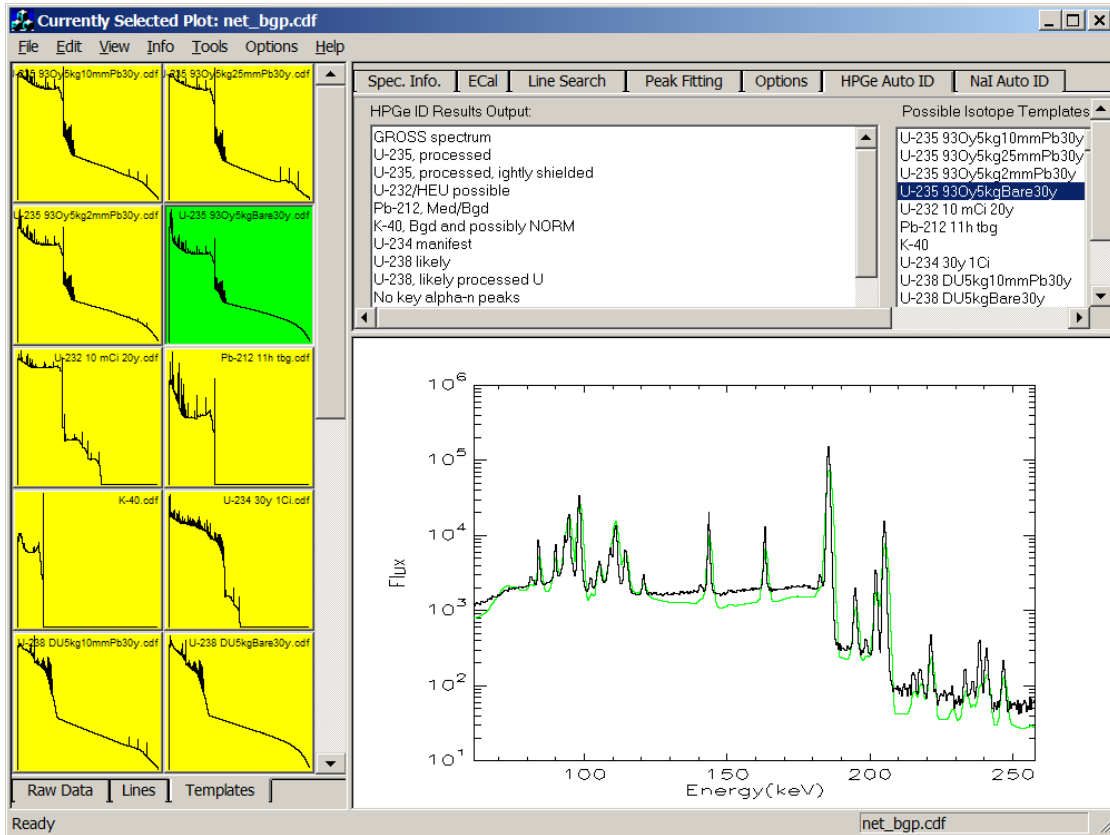 Currently Selected Plot: net_bgp.cdf
File Edit View Info Tools Options Help
U-235 93Oy5kg10mmPb30y.cdf
U-235 93Oy5kg25mmPb30y.cdf
U-235 93Oy5kg2mmPb30y.cdf
U-235 93Oy5kgBare30y.cdf
U-232 10 mCi 20y.cdf
Pb-212 11h tbg.cdf
K-40.cdf
U-234 30y 1Ci.cdf
U-238 DU5kg10mmPb30y.cdf
U-238 DU5kgBare30y.cdf
Raw Data Lines Templates
Spec. Info. ECal Line Search Peak Fitting Options HPGe Auto ID NaI Auto ID
HPGe ID Results Output:
GROSS spectrum
U-235, processed
U-235, processed, ightly shielded
U-232/HEU possible
Pb-212, Med/Bgd
K-40, Bgd and possibly NORM
U-234 manifest
U-238 likely
U-238, likely processed U
No key alpha-n peaks
Possible Isotope Templates
U-235 93Oy5kg10mmPb30y
U-235 93Oy5kg25mmPb30y
U-235 93Oy5kg2mmPb30y
U-235 93Oy5kgBare30y
U-232 10 mCi 20y
Pb-212 11h tbg
K-40
U-234 30y 1Ci
U-238 DU5kg10mmPb30y
U-238 DU5kgBare30y
Flux
10^6
10^5
10^4
10^3
10^2
10^1
100 150 200 250
Energy(keV)
Ready
net_bgp.cdf